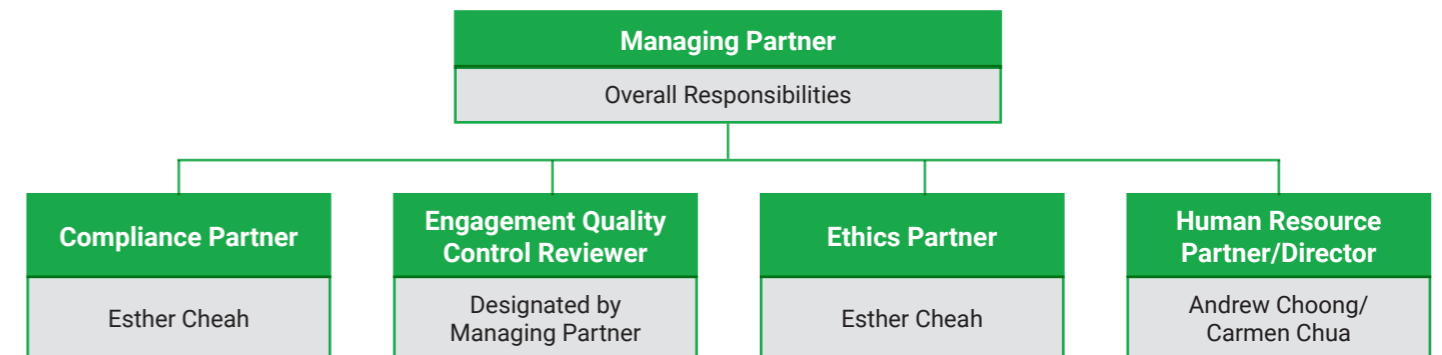 Managing Partner
Overall Responsibilities
Compliance Partner
Esther Cheah
Engagement Quality
Control Reviewer
Designated by
Managing Partner
Ethics Partner
Esther Cheah
Human Resource
Partner/Director
Andrew Choong/
Carmen Chua